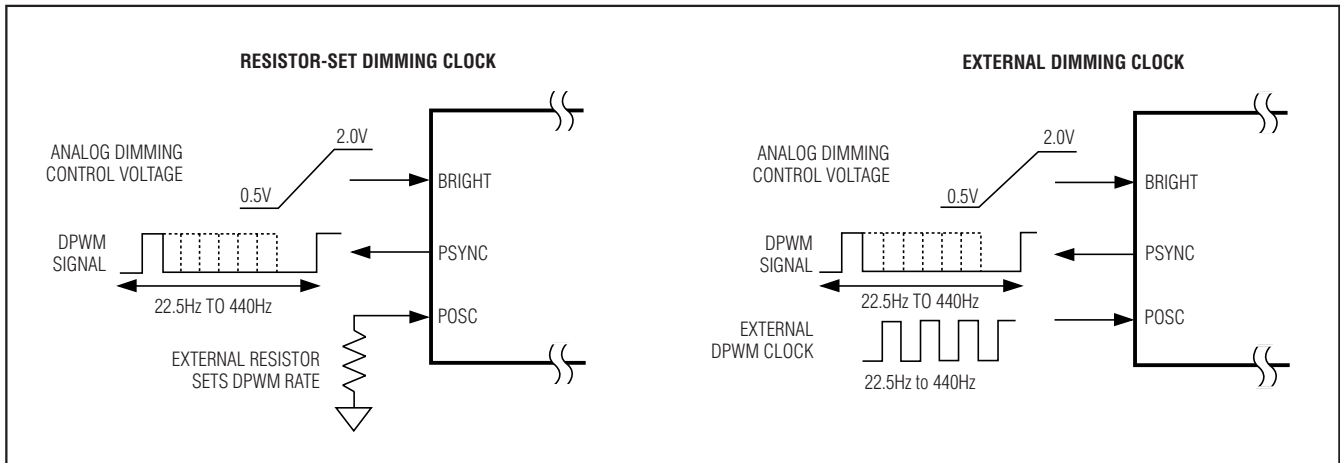 RESISTOR-SET DIMMING CLOCK
ANALOG DIMMING
CONTROL VOLTAGE
0.5V
2.0V
BRIGHT
DPWM
SIGNAL
PSYNC
22.5Hz TO 440Hz
POSC
EXTERNAL RESISTOR
SETS DPWM RATE
EXTERNAL DIMMING CLOCK
ANALOG DIMMING
CONTROL VOLTAGE
0.5V
2.0V
BRIGHT
DPWM
SIGNAL
PSYNC
22.5Hz TO 440Hz
EXTERNAL
DPWM CLOCK
POSC
22.5Hz to 440Hz